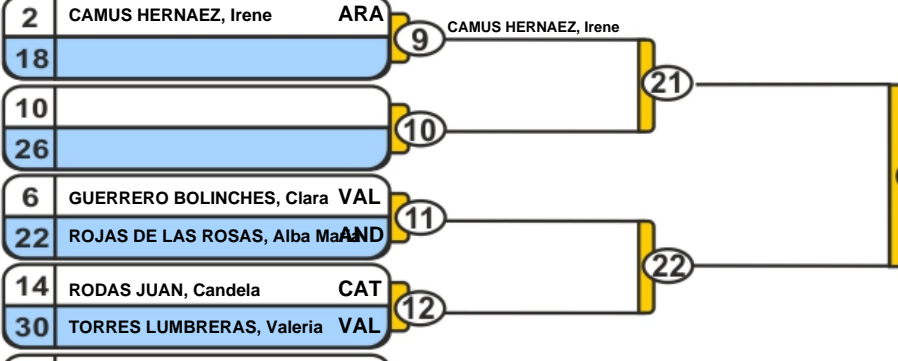 2 CAMUS HERNAEZ, Irene ARA
9 CAMUS HERNAEZ, Irene
18
21
10
10
26
6 GUERRERO BOLINCHES, Clara VAL
11
22 ROJAS DE LAS ROSAS, Alba María AND
22
14 RODAS JUAN, Candela CAT
12
30 TORRES LUMBRERAS, Valeria VAL